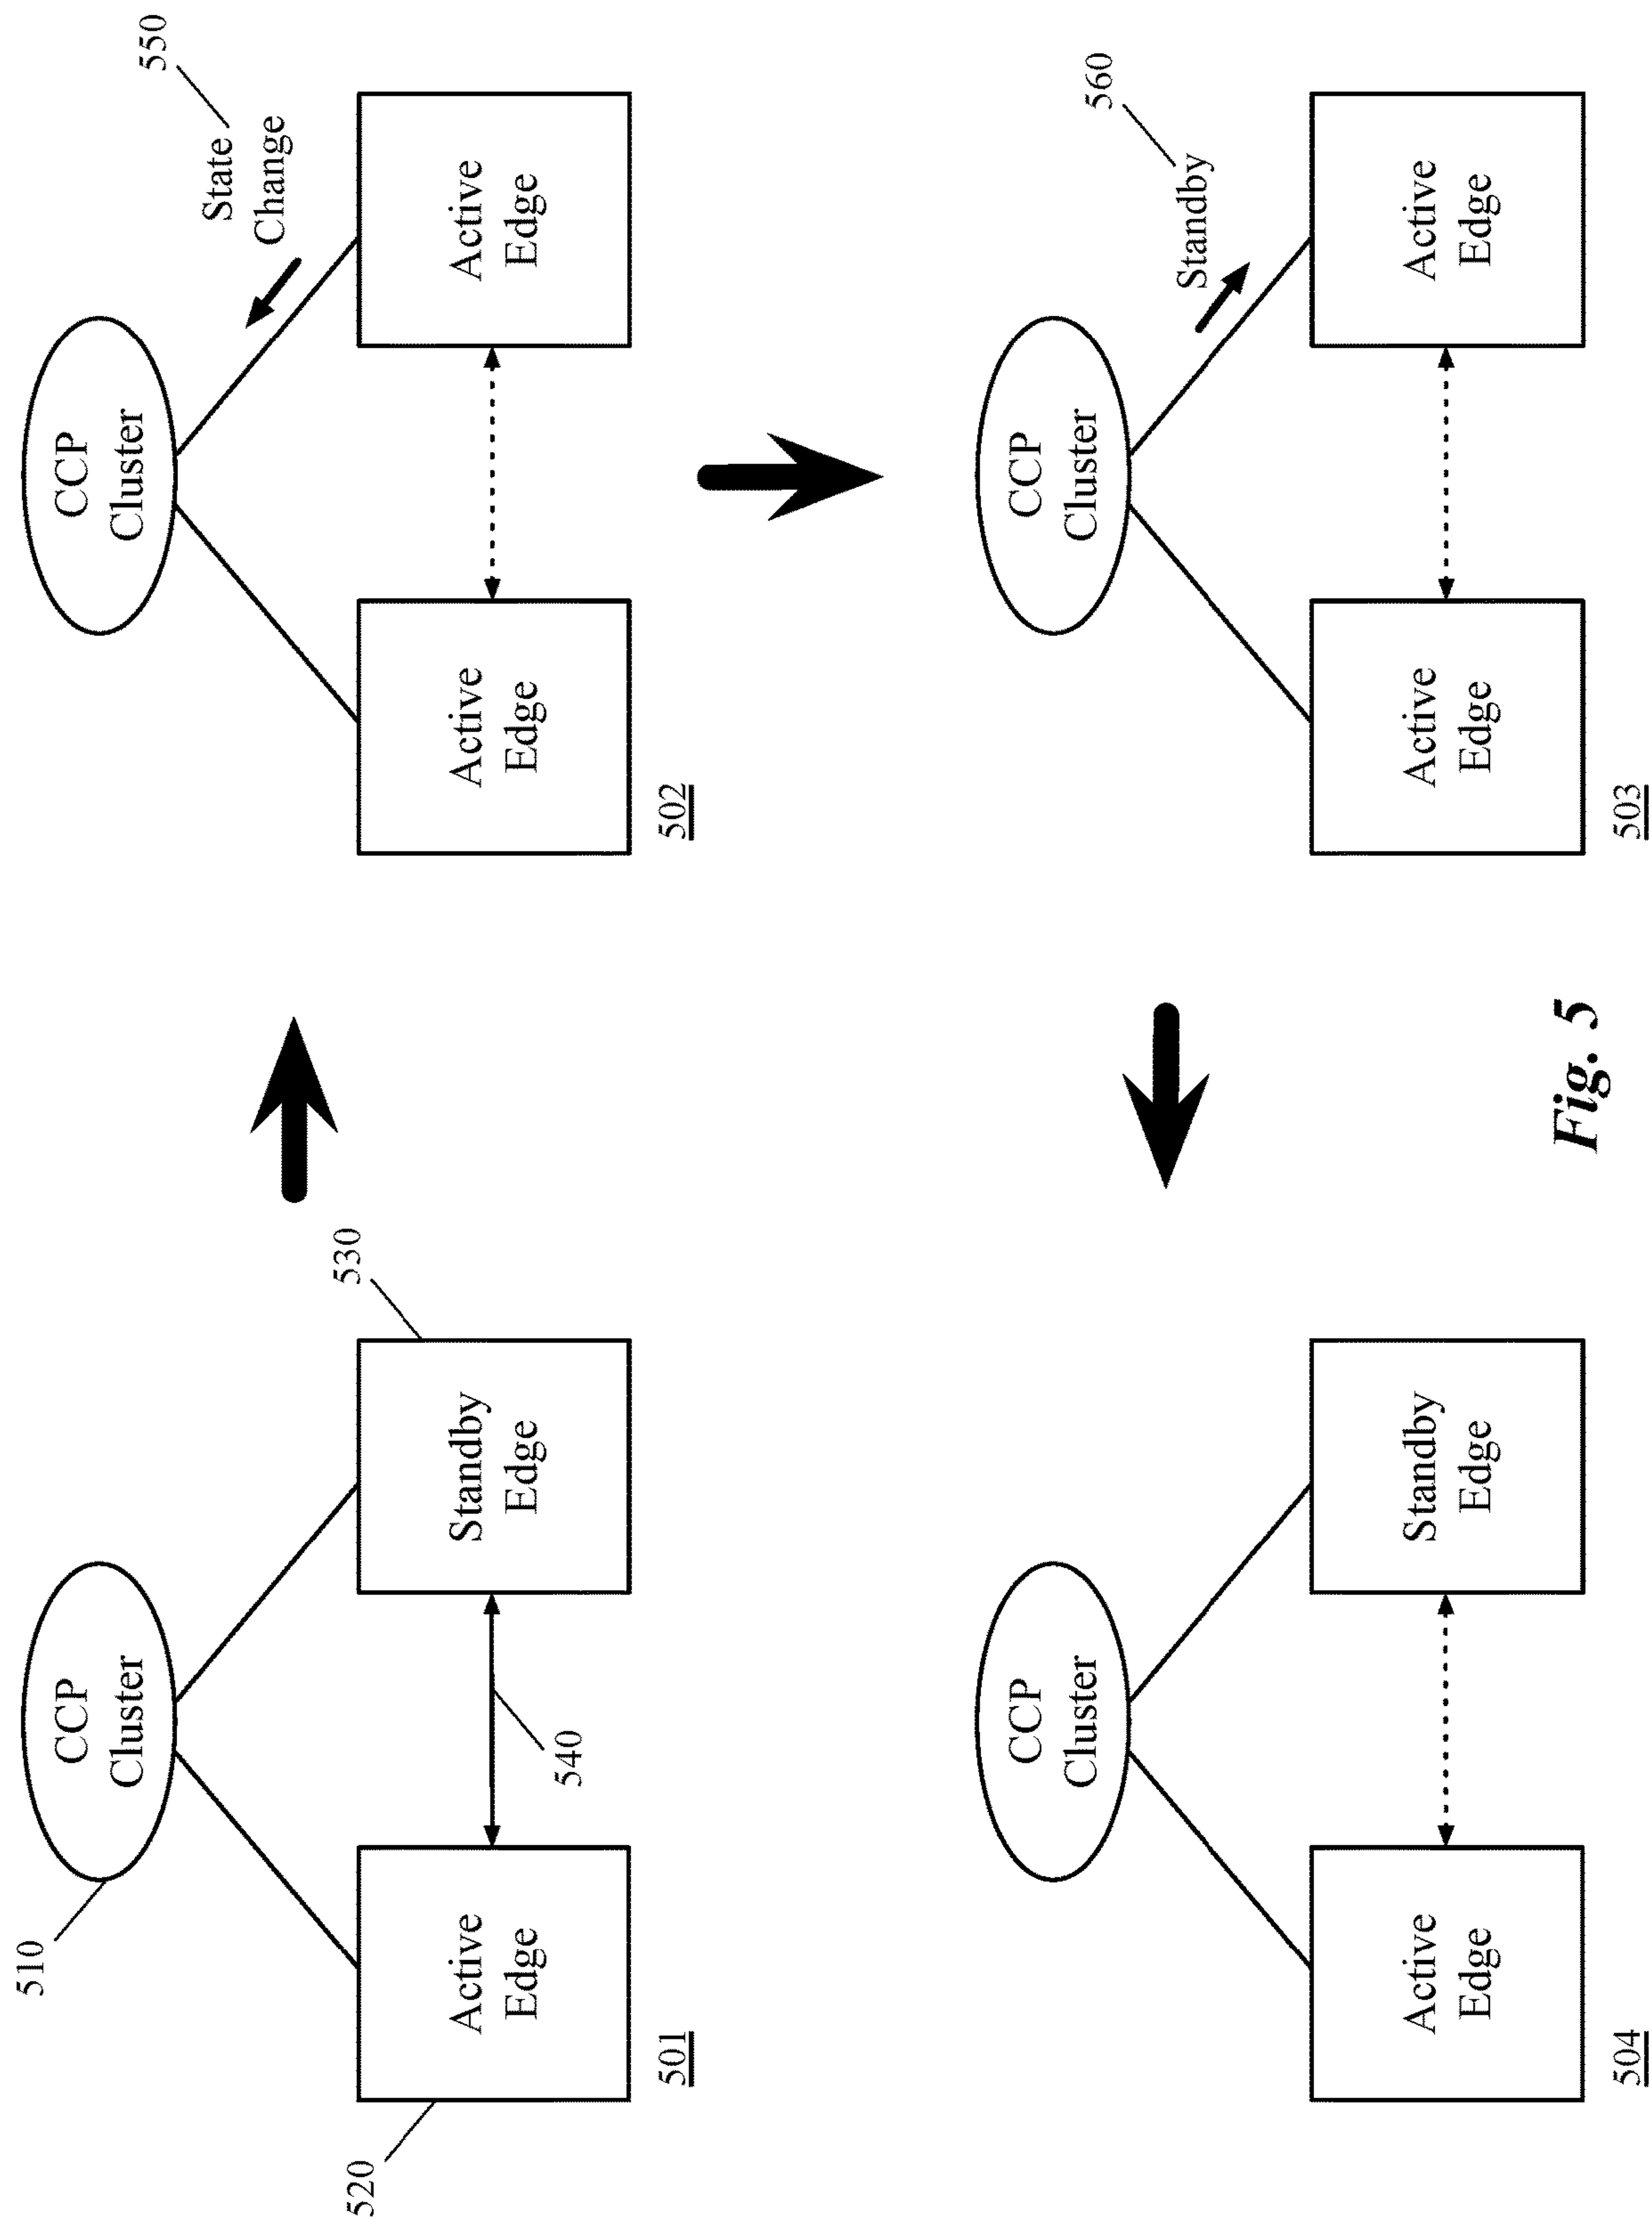 510
CCP
Cluster
520
Active
Edge
540
530
Standby
Edge
501
550
State
Change
CCP
Cluster
Active
Edge
Active
Edge
502
CCP
Cluster
Active
Edge
Standby
Edge
504
560
Standby
CCP
Cluster
Active
Edge
Active
Edge
503
Fig. 5